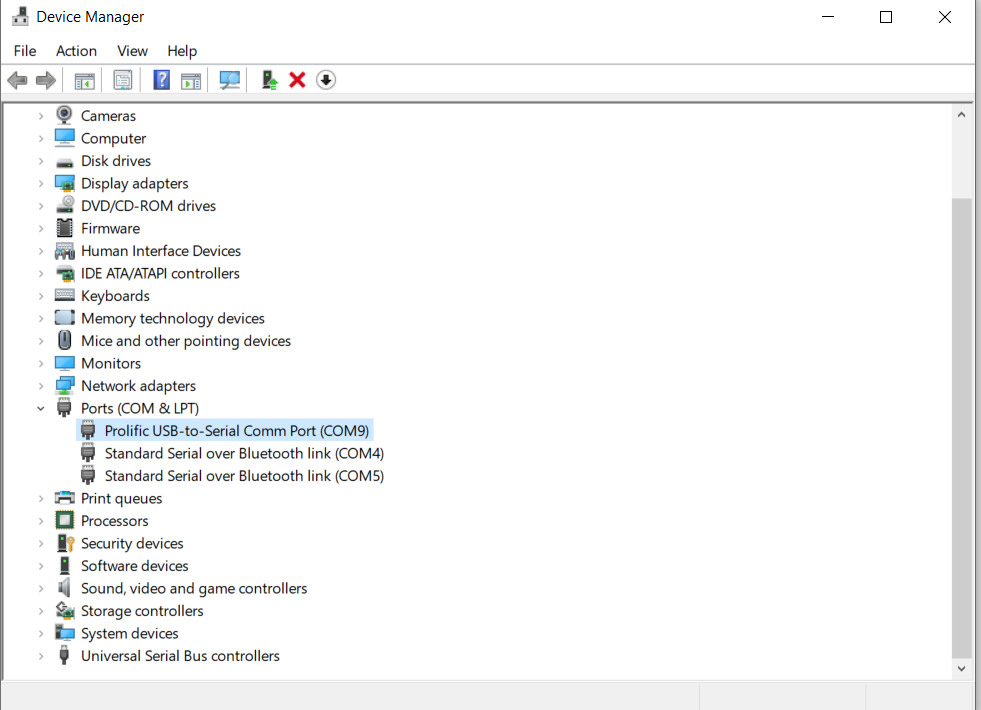 Device Manager
File Action View Help
?
Cameras
Computer
Disk drives
Display adapters
DVD/CD-ROM drives
Firmware
Human Interface Devices
IDE ATA/ATAPI controllers
Keyboards
Memory technology devices
Mice and other pointing devices
Monitors
Network adapters
Ports (COM & LPT)
Prolific USB-to-Serial Comm Port (COM9)
Standard Serial over Bluetooth link (COM4)
Standard Serial over Bluetooth link (COM5)
Print queues
Processors
Security devices
Software devices
Sound, video and game controllers
Storage controllers
System devices
Universal Serial Bus controllers